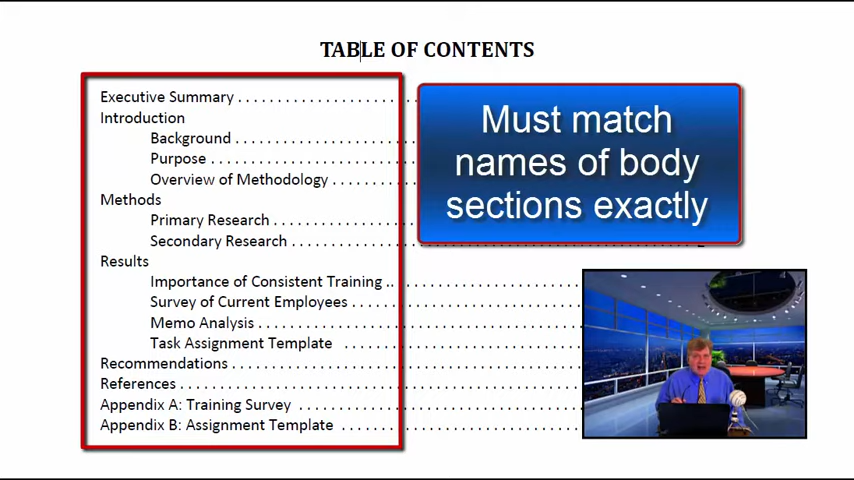 TABLE OF CONTENTS
Executive Summary . . . . . . . . . . . . . . . . . . . .
Introduction
Background . . . . . . . . . . . . . . . . . . . .
Purpose . . . . . . . . . . . . . . . . . . . . . . .
Overview of Methodology . . . . . . . . .
Methods
Primary Research . . . . . . . . . . . . . . . .
Secondary Research . . . . . . . . . . . . . .
Results
Importance of Consistent Training .. . . . . . . . . . . . . . . . . . . . .
Survey of Current Employees . . . . . . . . . . . . . . . . . . . . . . . . .
Memo Analysis . . . . . . . . . . . . . . . . . . . . . . . . . . . . . . . . . . .
Task Assignment Template . . . . . . . . . . . . . . . . . . . . . . . . . .
Recommendations . . . . . . . . . . . . . . . . . . . . . . . . . . . . . . . . . . . . . .
References . . . . . . . . . . . . . . . . . . . . . . . . . . . . . . . . . . . . . . . . . . . .
Appendix A: Training Survey . . . . . . . . . . . . . . . . . . . . . . . . . . . . . .
Appendix B: Assignment Template . . . . . . . . . . . . . . . . . . . . . . . . . .
Must match
names of body
sections exactly